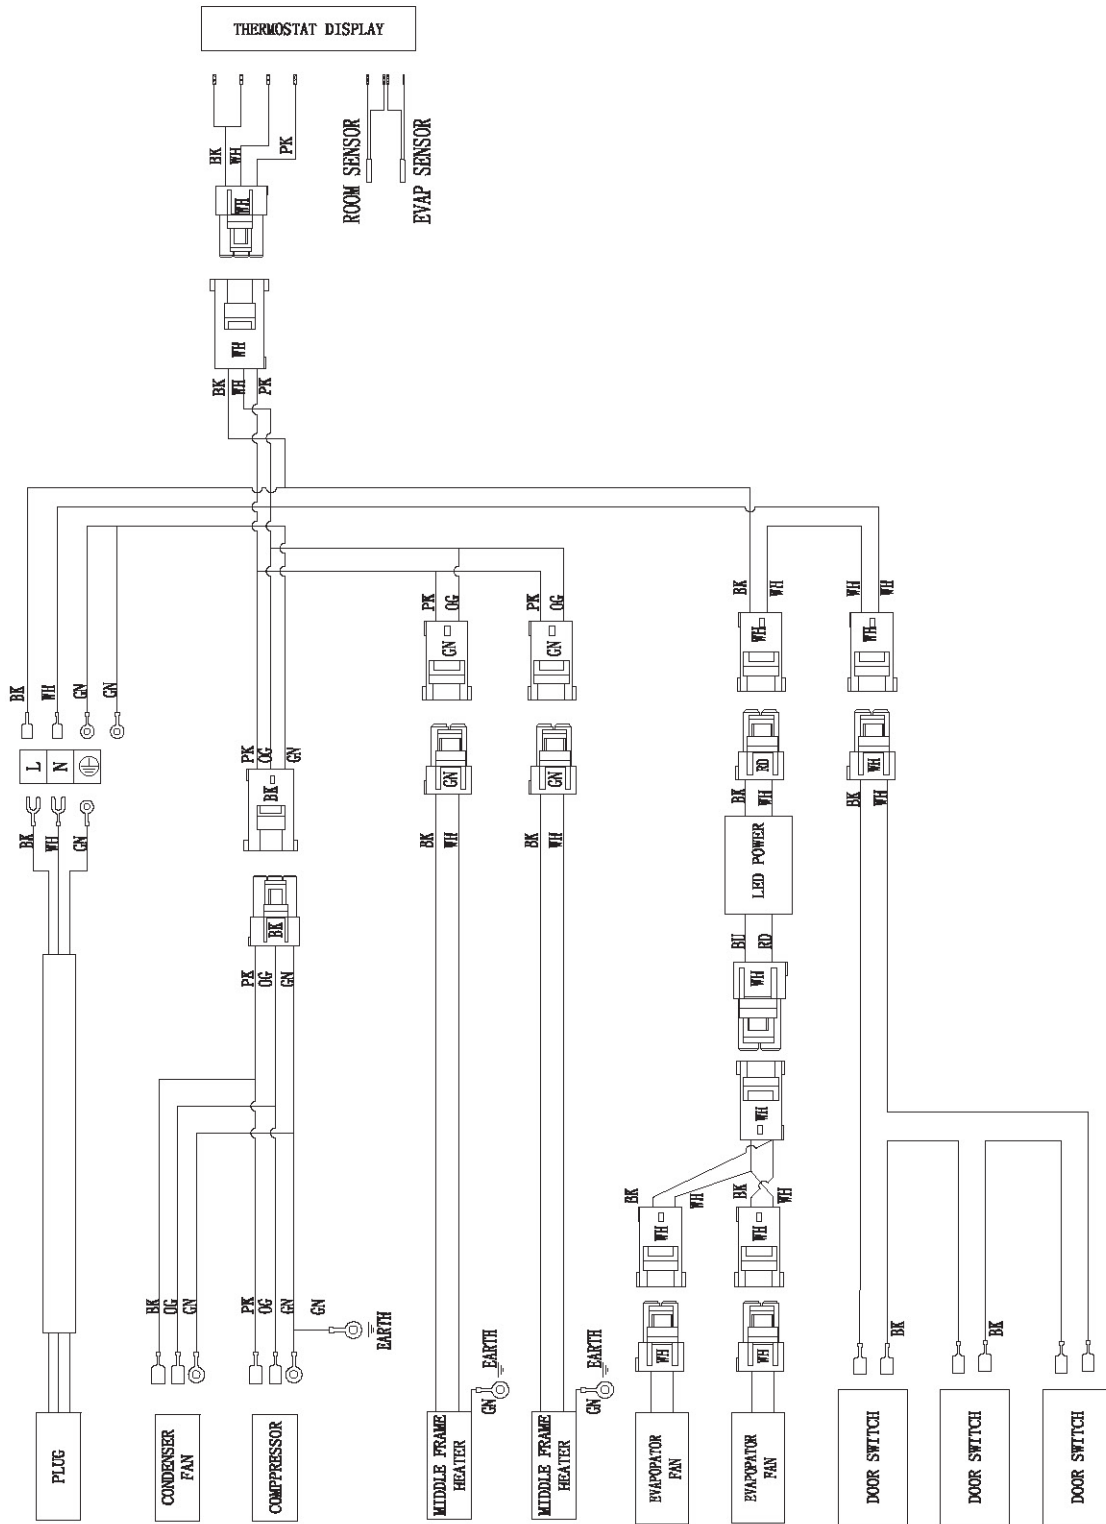 THERMOSTAT DISPLAY
BK
WH
PK
ROOM SENSOR
EVAP SENSOR
WH
WH
BK
WH
PK
BK
WH
WH
WH
PK
OG
PK
OG
GN
GN
WH
WH
BK
WH
GN
GN
PK
OG
GN
L
N
BK
GN
GN
RD
WH
BK
WH
GN
BK
WH
BK
WH
BK
WH
BK
WH
LED POWER
BK
PK
OG
GN
BU
RD
WH
WH
BK
WH
BK
WH
WH
WH
BK
OG
GN
PK
OG
GN
GN
EARTH
BK
BK
WH
WH
EARTH
GN
EARTH
GN
PLUG
CONDENSER
FAN
COMPPRESSOR
MIDDLE FRAME
HEATER
MIDDLE FRAME
HEATER
EVAPOPATOR
FAN
EVAPOPATOR
FAN
DOOR SWITCH
DOOR SWITCH
DOOR SWITCH